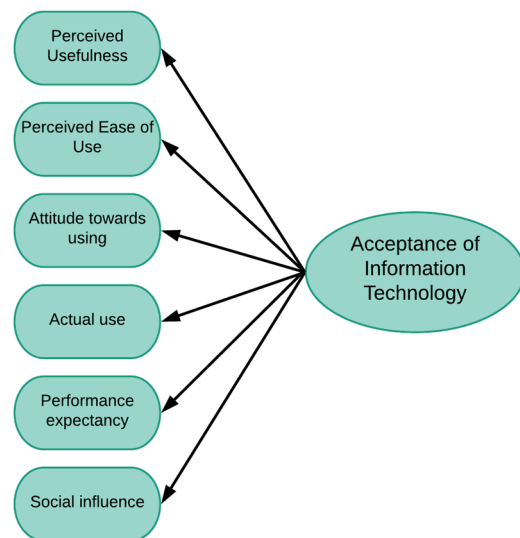 Perceived
Usefulness
Perceived Ease of
Use
Attitude towards
using
Actual use
Performance
expectancy
Social influence
Acceptance of
Information
Technology